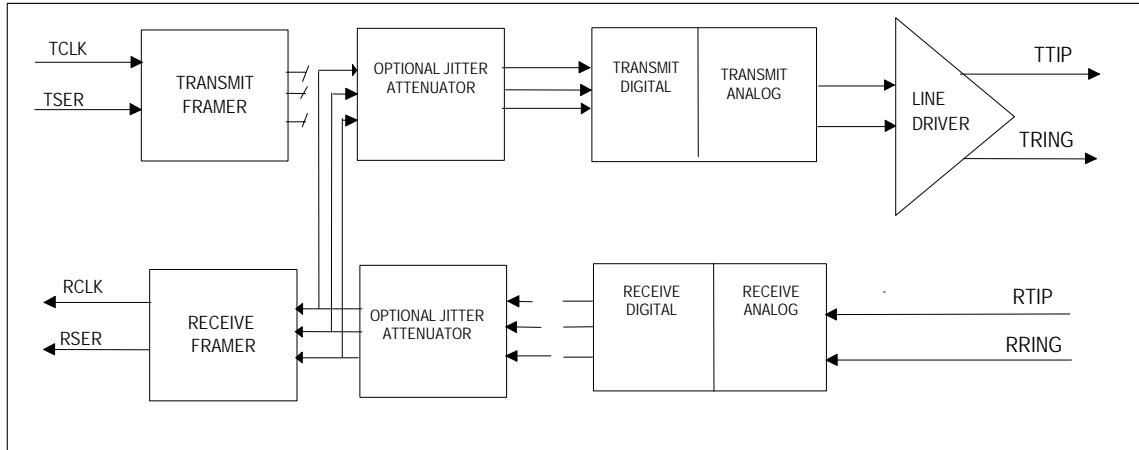 TCLK
TSER
TRANSMIT
FRAMER
OPTIONAL JITTER
ATTENUATOR
TRANSMIT
DIGITAL
TRANSMIT
ANALOG
LINE
DRIVER
TTIP
TRING
RCLK
RSER
RECEIVE
FRAMER
OPTIONAL JITTER
ATTENUATOR
RECEIVE
DIGITAL
RECEIVE
ANALOG
RTIP
RRING